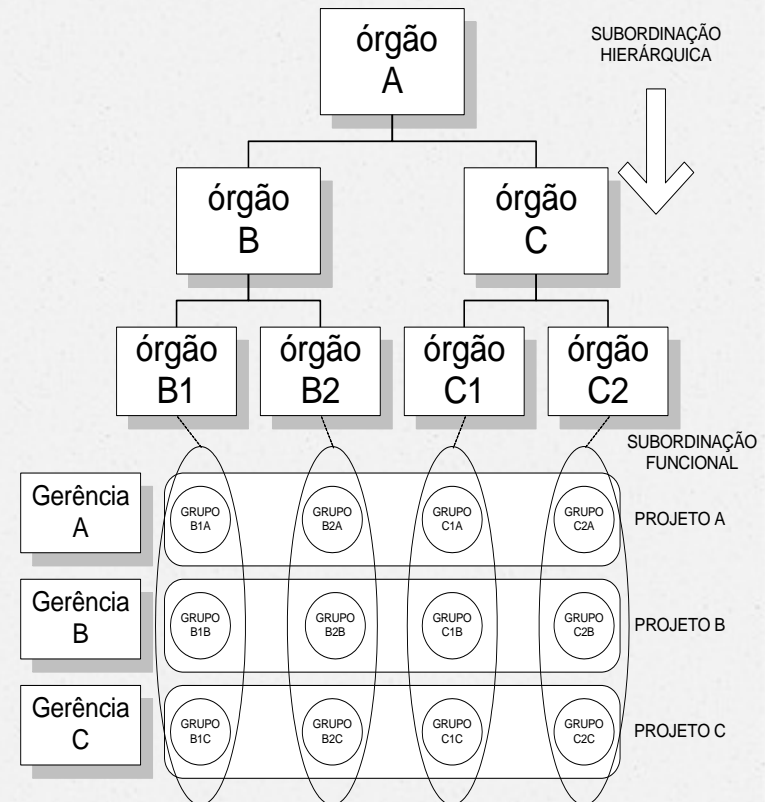 órgão
A
SUBORDINAÇÃO
HIERÁRQUICA
órgão
B
órgão
C
órgão
B1
órgão
B2
órgão
C1
órgão
C2
SUBORDINAÇÃO
FUNCIONAL
Gerência
A
GRUPO
B1A
GRUPO
B2A
GRUPO
C1A
GRUPO
C2A
PROJETO A
Gerência
B
GRUPO
B1B
GRUPO
B2B
GRUPO
C1B
GRUPO
C2B
PROJETO B
Gerência
C
GRUPO
B1C
GRUPO
B2C
GRUPO
C1C
GRUPO
C2C
PROJETO C